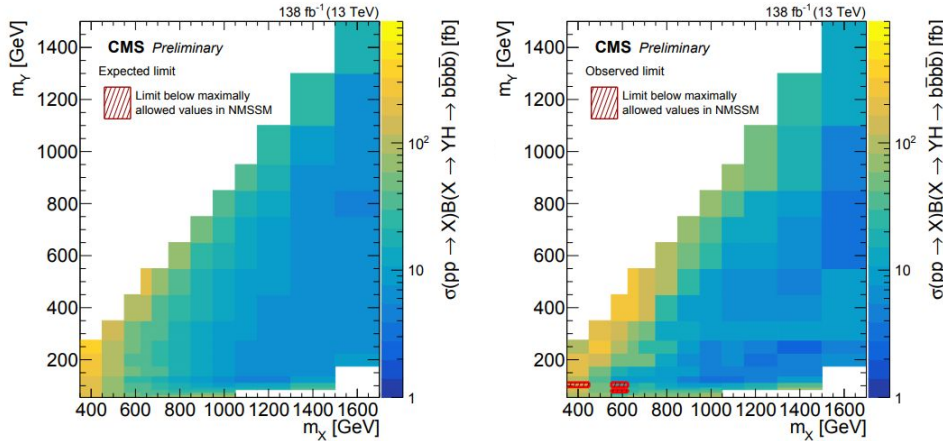 138 fb⁻¹ (13 TeV)
CMS Preliminary
Expected limit
Limit below maximally
allowed values in NMSSM
m_Y [GeV]
1400
1200
1000
800
600
400
200
400 600 800 1000 1200 1400 1600
m_X [GeV]
10²
10
1
σ(pp → X)B(X → YH → bb̄bb̄) [fb]
138 fb⁻¹ (13 TeV)
CMS Preliminary
Observed limit
Limit below maximally
allowed values in NMSSM
m_Y [GeV]
1400
1200
1000
800
600
400
200
400 600 800 1000 1200 1400 1600
m_X [GeV]
10²
10
1
σ(pp → X)B(X → YH → bb̄bb̄) [fb]